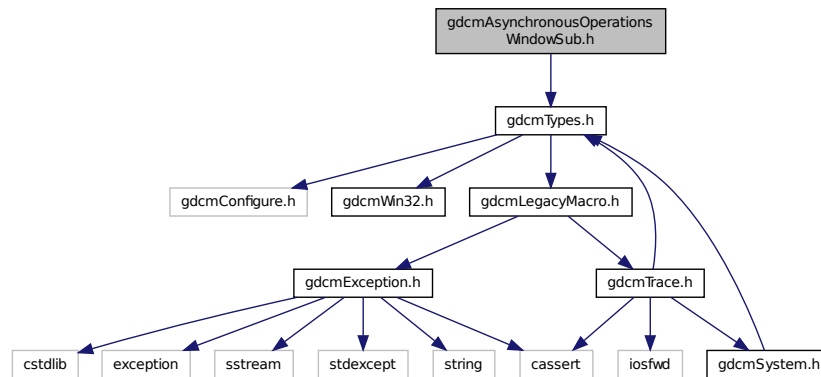 gdcmAsynchronousOperations
WindowSub.h
gdcmTypes.h
gdcmConfigure.h
gdcmWin32.h
gdcmLegacyMacro.h
gdcmException.h
gdcmTrace.h
cstdlib
exception
sstream
stdexcept
string
cassert
iosfwd
gdcmSystem.h